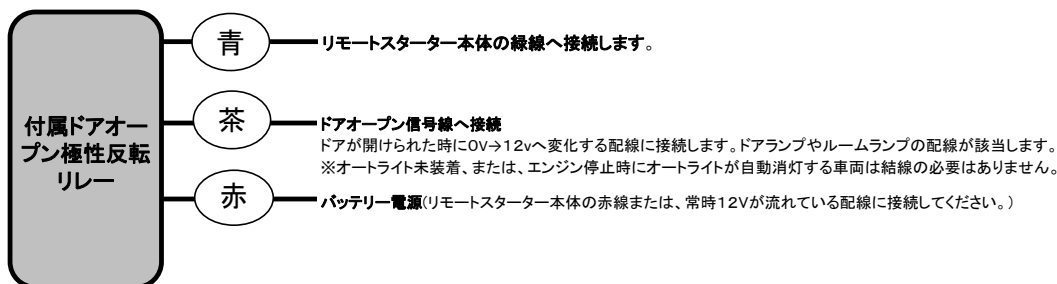 青
リモートスターター本体の緑線へ接続します。
付属ドアオー
プン極性反転
リレー
茶
ドアオープン信号線へ接続
ドアが開けられた時に0V→12vへ変化する配線に接続します。ドアランプやルームランプの配線が該当します。
※オートライト未装着、または、エンジン停止時にオートライトが自動消灯する車両は結線の必要はありません。
赤
バッテリー電源(リモートスターター本体の赤線または、常時12Vが流れている配線に接続してください。)